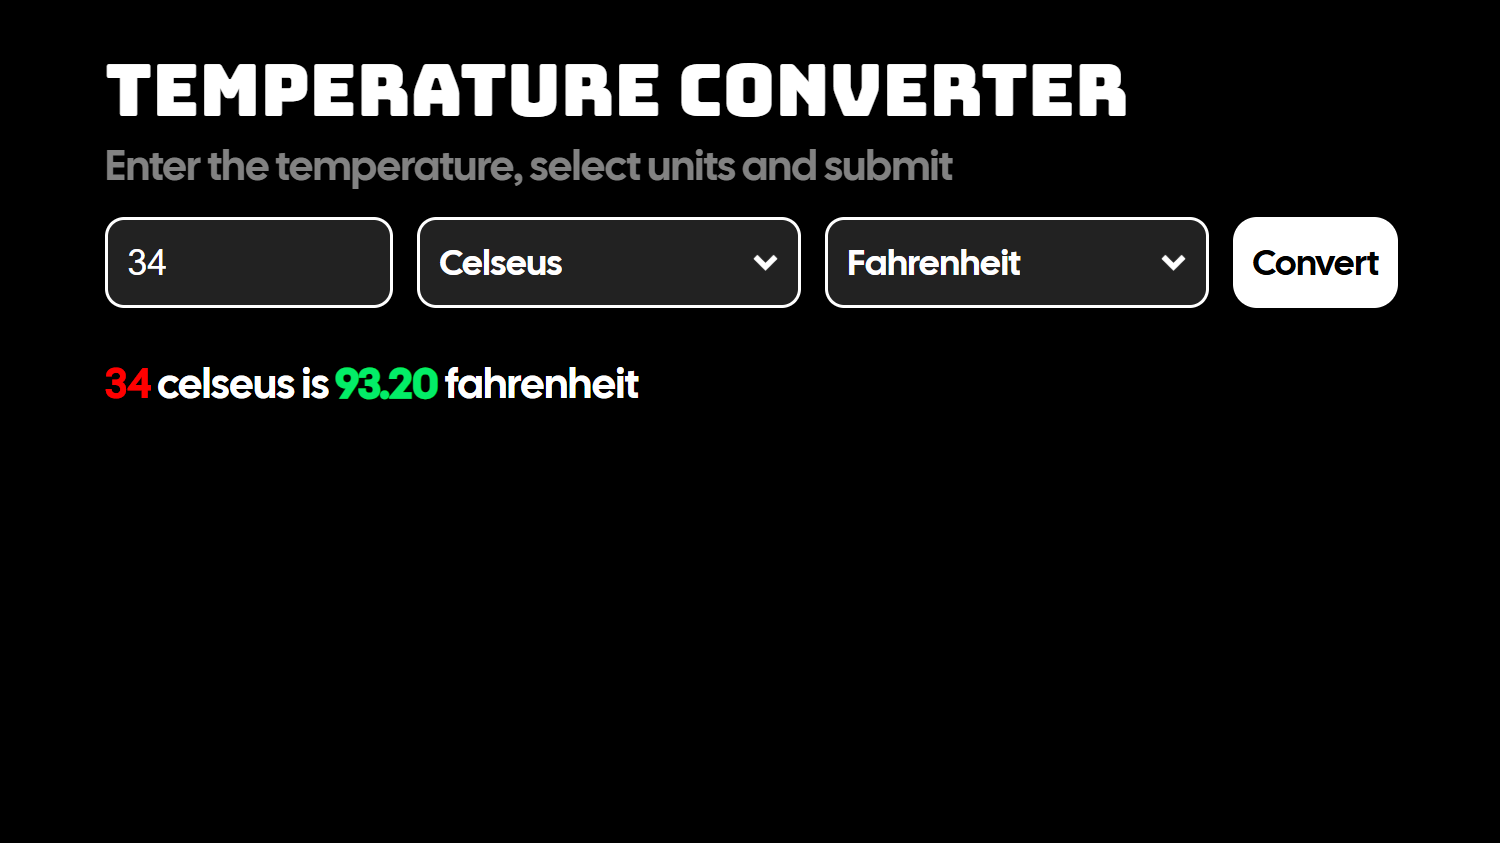 TEMPERATURE CONVERTER
Enter the temperature, select units and submit
34 Celseus Fahrenheit Convert
34 celseus is 93.20 fahrenheit